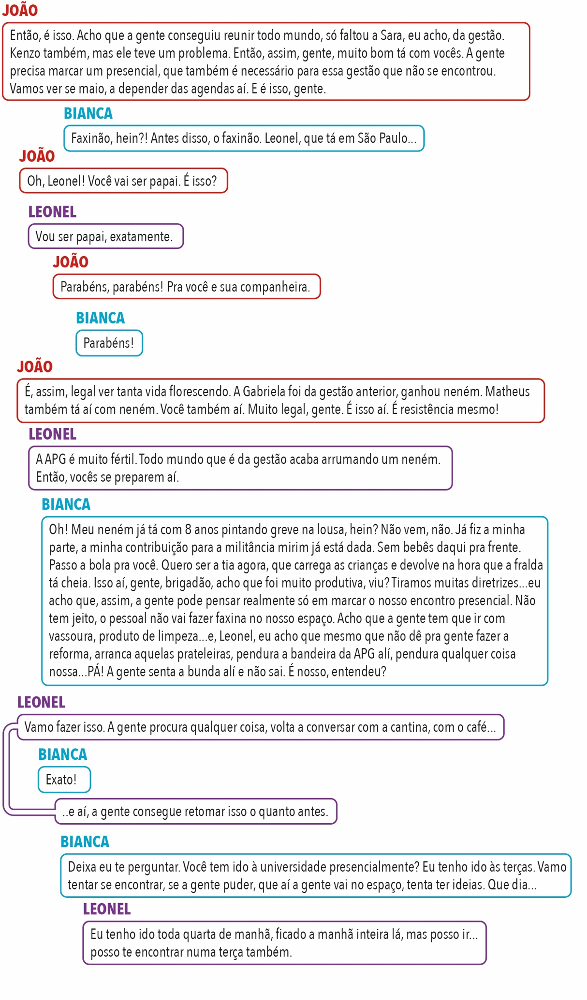 JOÃO
Então, é isso. Acho que a gente conseguiu reunir todo mundo, só faltou a Sara, eu acho, da gestão.
Kenzo também, mas ele teve um problema. Então, assim, gente, muito bom tá com vocês. A gente
precisa marcar um presencial, que também é necessário para essa gestão que não se encontrou.
Vamos ver se maio, a depender das agendas aí. E é isso, gente.
BIANCA
Faxinão, hein?! Antes disso, o faxinão. Leonel, que tá em São Paulo...
JOÃO
Oh, Leonel! Você vai ser papai. É isso?
LEONEL
Vou ser papai, exatamente.
JOÃO
Parabéns, parabéns! Pra você e sua companheira.
BIANCA
Parabéns!
JOÃO
É, assim, legal ver tanta vida florescendo. A Gabriela foi da gestão anterior, ganhou neném. Matheus
também tá aí com neném. Você também aí. Muito legal, gente. É isso aí. É resistência mesmo!
LEONEL
A APG é muito fértil. Todo mundo que é da gestão acaba arrumando um neném.
Então, vocês se preparem aí.
BIANCA
Oh! Meu neném já tá com 8 anos pintando greve na lousa, hein? Não vem, não. Já fiz a minha
parte, a minha contribuição para a militância mirim já está dada. Sem bebês daqui pra frente.
Passo a bola pra você. Quero ser a tia agora, que carrega as crianças e devolve na hora que a fralda
tá cheia. Isso aí, gente, brigadão, acho que foi muito produtiva, viu? Tiramos muitas diretrizes...eu
acho que, assim, a gente pode pensar realmente só em marcar o nosso encontro presencial. Não
tem jeito, o pessoal não vai fazer faxina no nosso espaço. Acho que a gente tem que ir com
vassoura, produto de limpeza...e, Leonel, eu acho que mesmo que não dê pra gente fazer a
reforma, arranca aquelas prateleiras, pendura a bandeira da APG alí, pendura qualquer coisa
nossa...PÁ! A gente senta a bunda alí e não sai. É nosso, entendeu?
LEONEL
Vamo fazer isso. A gente procura qualquer coisa, volta a conversar com a cantina, com o café...
BIANCA
Exato!
..e aí, a gente consegue retomar isso o quanto antes.
BIANCA
Deixa eu te perguntar. Você tem ido à universidade presencialmente? Eu tenho ido às terças. Vamo
tentar se encontrar, se a gente puder, que aí a gente vai no espaço, tenta ter ideias. Que dia...
LEONEL
Eu tenho ido toda quarta de manhã, ficado a manhã inteira lá, mas posso ir...
posso te encontrar numa terça também.